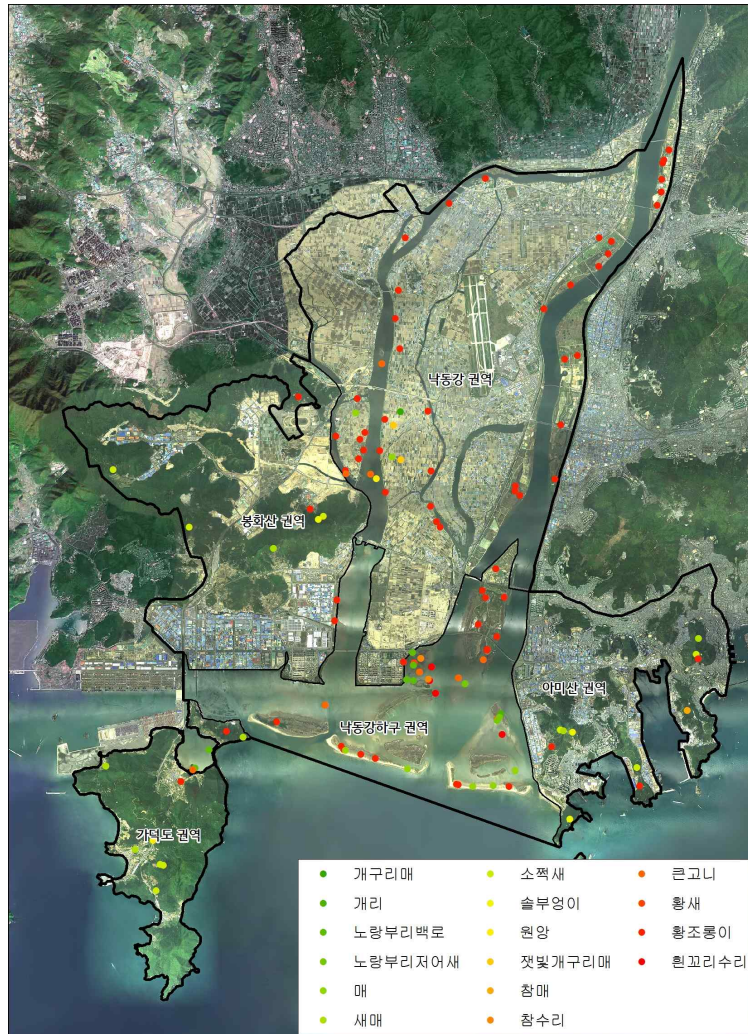 낙동강 권역
봉화산 권역
아미산 권역
낙동강하구 권역
가덕도 권역
개구리매
개리
노랑부리백로
노랑부리저어새
매
새매
소쩍새
솔부엉이
원앙
잿빛개구리매
참매
참수리
큰고니
황새
황조롱이
흰꼬리수리